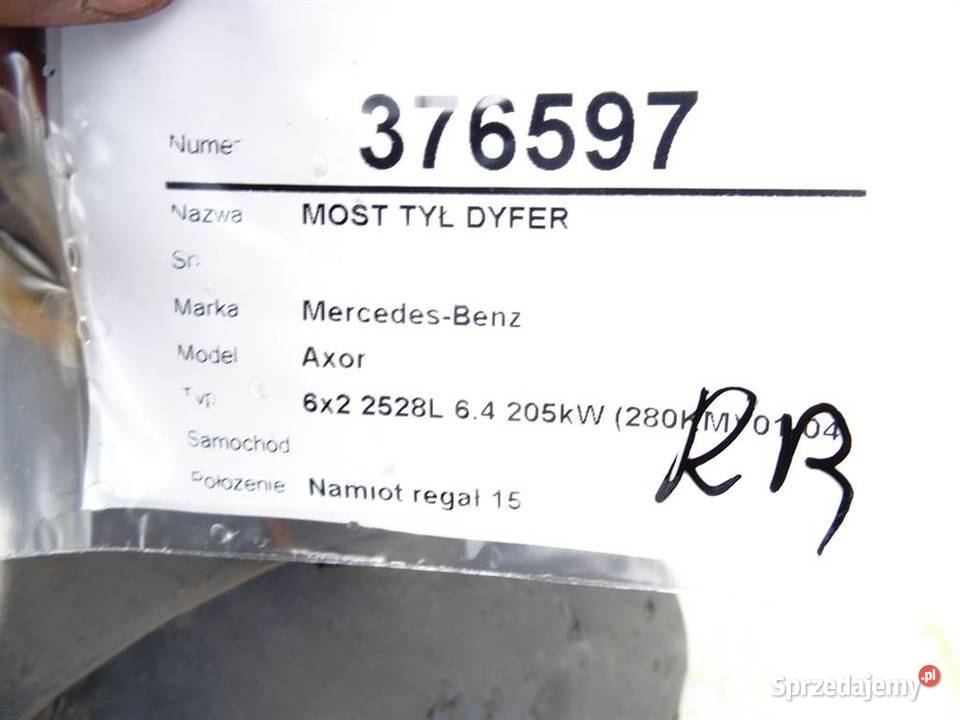 Numer 376597
Nazwa MOST TYŁ DYFER
Sn
Marka Mercedes-Benz
Model Axor
Typ 6x2 2528L 6.4 205kW (280KM) 01-04
Samochod
Położenie Namiot regał 15
Sprzedajemy.pl